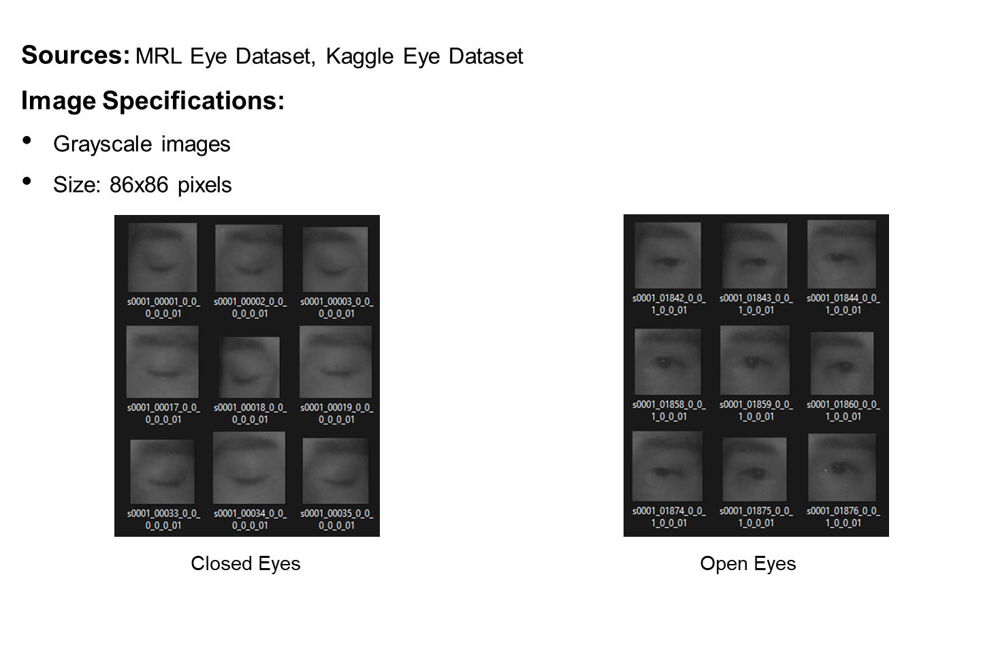 Sources: MRL Eye Dataset, Kaggle Eye Dataset
Image Specifications:
• Grayscale images
• Size: 86x86 pixels
s0001_00001_0_0_
0_0_0_01
s0001_00002_0_0_
0_0_0_01
s0001_00003_0_0_
0_0_0_01
s0001_00017_0_0_
0_0_0_01
s0001_00018_0_0_
0_0_0_01
s0001_00019_0_0_
0_0_0_01
s0001_00033_0_0_
0_0_0_01
s0001_00034_0_0_
0_0_0_01
s0001_00035_0_0_
0_0_0_01
Closed Eyes
s0001_01842_0_0_
1_0_0_01
s0001_01843_0_0_
1_0_0_01
s0001_01844_0_0_
1_0_0_01
s0001_01858_0_0_
1_0_0_01
s0001_01859_0_0_
1_0_0_01
s0001_01860_0_0_
1_0_0_01
s0001_01874_0_0_
1_0_0_01
s0001_01875_0_0_
1_0_0_01
s0001_01876_0_0_
1_0_0_01
Open Eyes